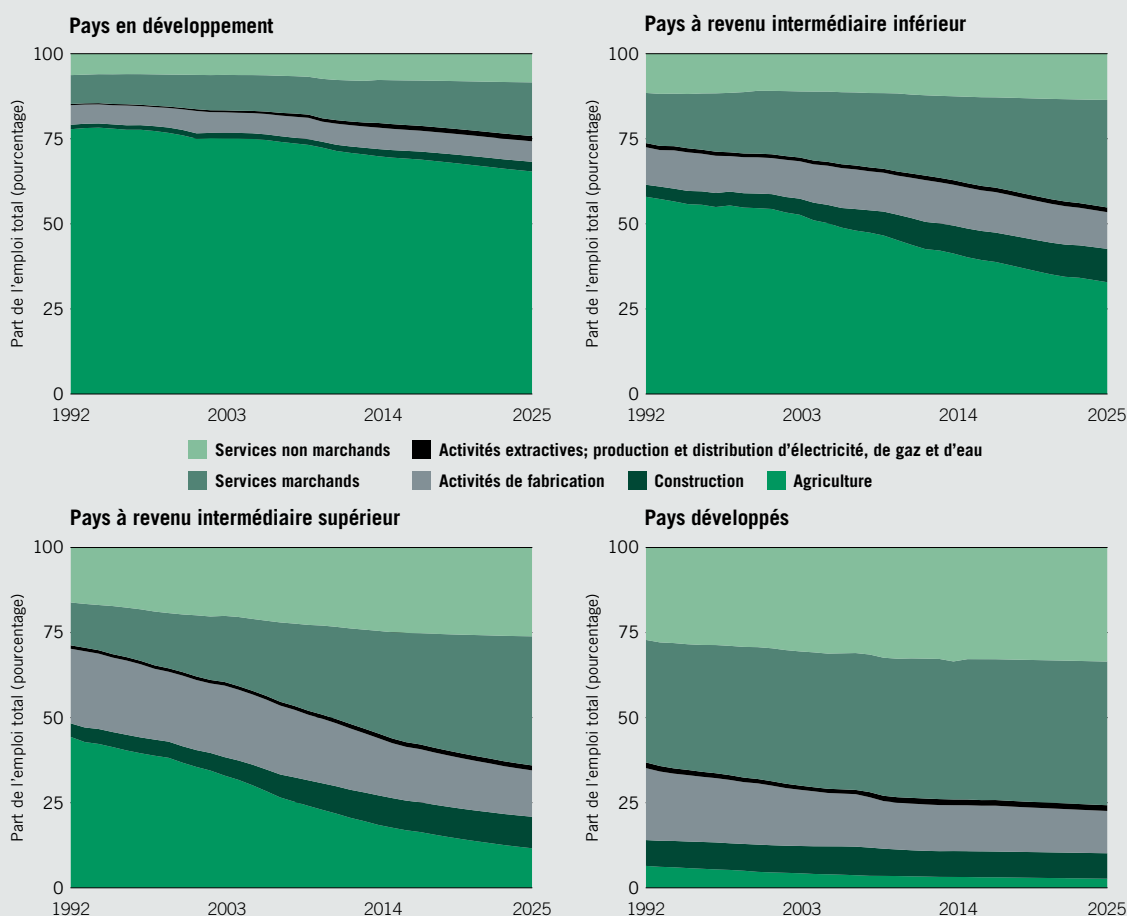 Pays en développement
Part de l'emploi total (pourcentage)
100
75
50
25
0
1992
2003
2014
2025
Pays à revenu intermédiaire inférieur
Part de l'emploi total (pourcentage)
100
75
50
25
0
1992
2003
2014
2025
Services non marchands
Activités extractives; production et distribution d'électricité, de gaz et d'eau
Services marchands
Activités de fabrication
Construction
Agriculture
Pays à revenu intermédiaire supérieur
Part de l'emploi total (pourcentage)
100
75
50
25
0
1992
2003
2014
2025
Pays développés
Part de l'emploi total (pourcentage)
100
75
50
25
0
1992
2003
2014
2025